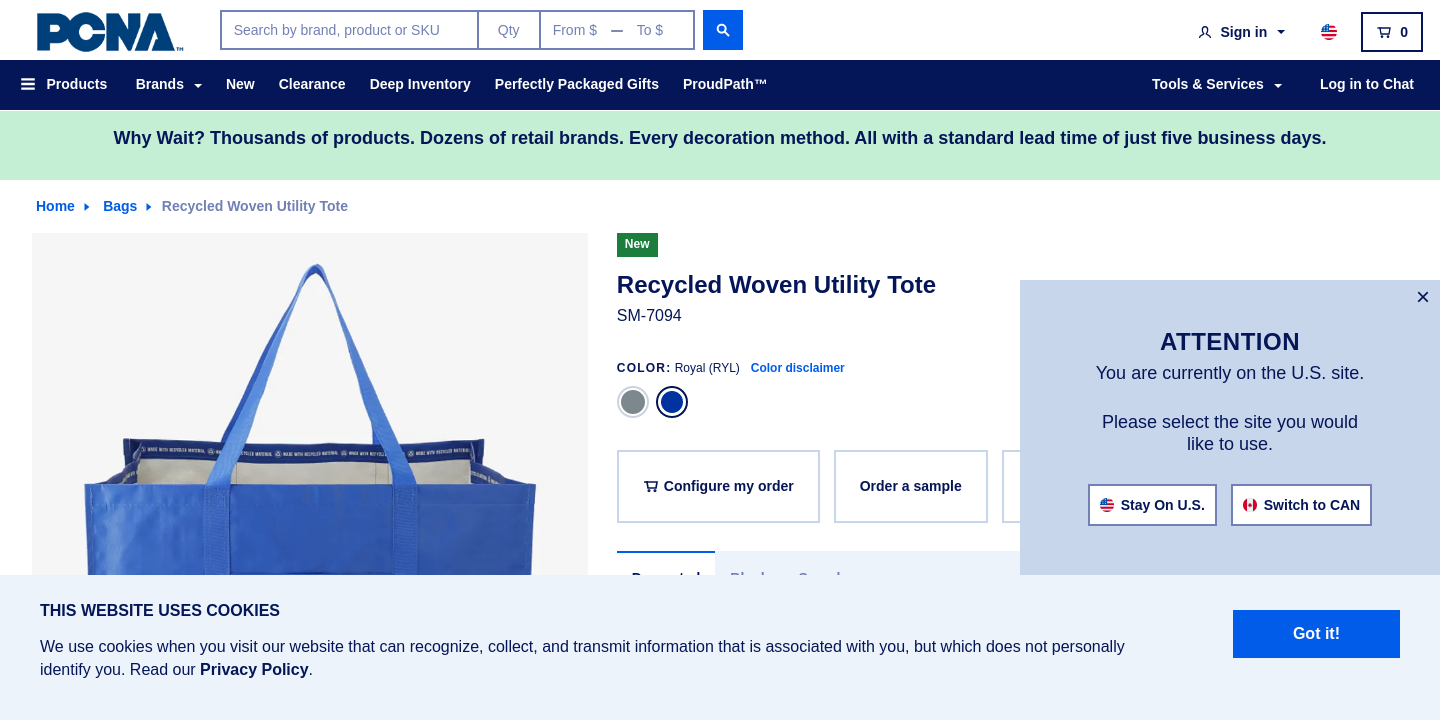 PCNA™
Search by brand, product or SKU
Qty
From $ — To $
Sign in
0
Products
Brands
New
Clearance
Deep Inventory
Perfectly Packaged Gifts
ProudPath™
Tools & Services
Log in to Chat
Why Wait? Thousands of products. Dozens of retail brands. Every decoration method. All with a standard lead time of just five business days.
Home
Bags
Recycled Woven Utility Tote
New
Recycled Woven Utility Tote
SM-7094
COLOR: Royal (RYL) Color disclaimer
MADE WITH RECYCLED MATERIAL
Configure my order
Order a sample
×
ATTENTION
You are currently on the U.S. site.
Please select the site you would
like to use.
Stay On U.S.
Switch to CAN
THIS WEBSITE USES COOKIES
We use cookies when you visit our website that can recognize, collect, and transmit information that is associated with you, but which does not personally
identify you. Read our Privacy Policy.
Got it!